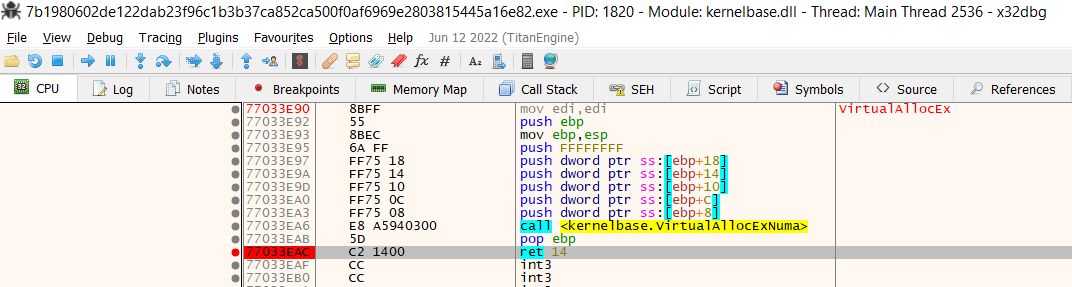 7b1980602de122dab23f96c1b3b37ca852ca500f0af6969e2803815445a16e82.exe - PID: 1820 - Module: kernelbase.dll - Thread: Main Thread 2536 - x32dbg
File View Debug Tracing Plugins Favourites Options Help Jun 12 2022 (TitanEngine)
fx # Az
CPU Log Notes Breakpoints Memory Map Call Stack SEH Script Symbols Source References
77033E90 8BFF mov edi,edi VirtualAllocEx
77033E92 55 push ebp
77033E93 8BEC mov ebp,esp
77033E95 6A FF push FFFFFFFF
77033E97 FF75 18 push dword ptr ss:[ebp+18]
77033E9A FF75 14 push dword ptr ss:[ebp+14]
77033E9D FF75 10 push dword ptr ss:[ebp+10]
77033EA0 FF75 0C push dword ptr ss:[ebp+C]
77033EA3 FF75 08 push dword ptr ss:[ebp+8]
77033EA6 E8 A5940300 call <kernelbase.VirtualAllocExNuma>
77033EAB 5D pop ebp
77033EAC C2 1400 ret 14
77033EAF CC int3
77033EB0 CC int3